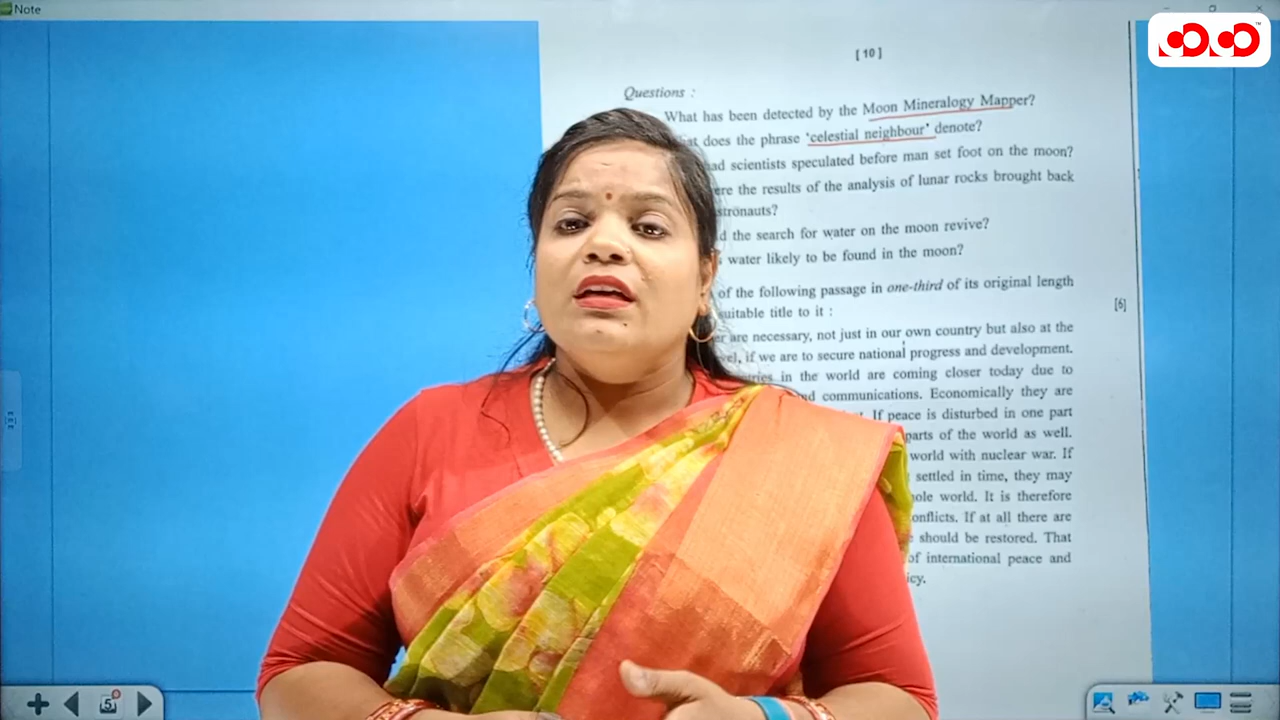 Note
[ 10 ]
Questions :
What has been detected by the Moon Mineralogy Mapper?
does the phrase 'celestial neighbour' denote?
had scientists speculated before man set foot on the moon?
the results of the analysis of lunar rocks brought back
the search for water on the moon revive?
water likely to be found in the moon?
of the following passage in one-third of its original length
suitable title to it :
[6]
are necessary, not just in our own country but also at the
if we are to secure national progress and development.
in the world are coming closer today due to
communications. Economically they are
If peace is disturbed in one part
parts of the world as well.
world with nuclear war. If
settled in time, they may
world. It is therefore
If at all there are
should be restored. That
of international peace and
5